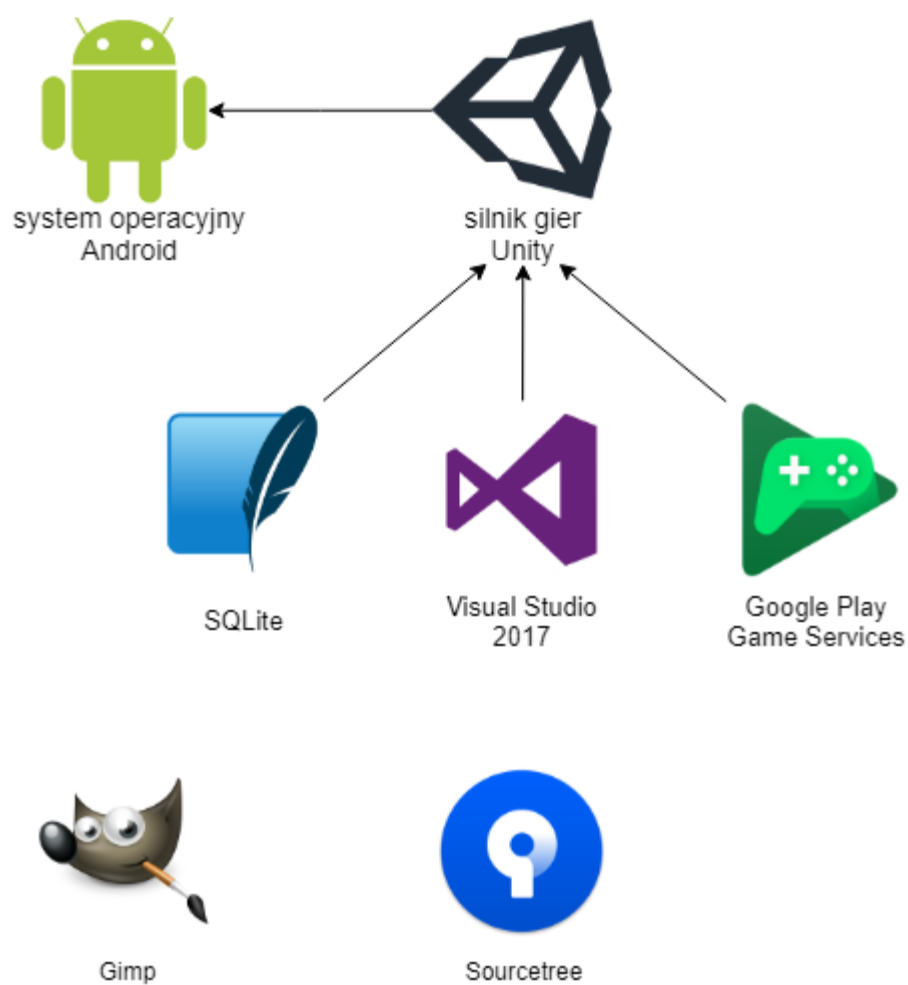 system operacyjny
Android
silnik gier
Unity
SQLite
Visual Studio
2017
Google Play
Game Services
Gimp
Sourcetree